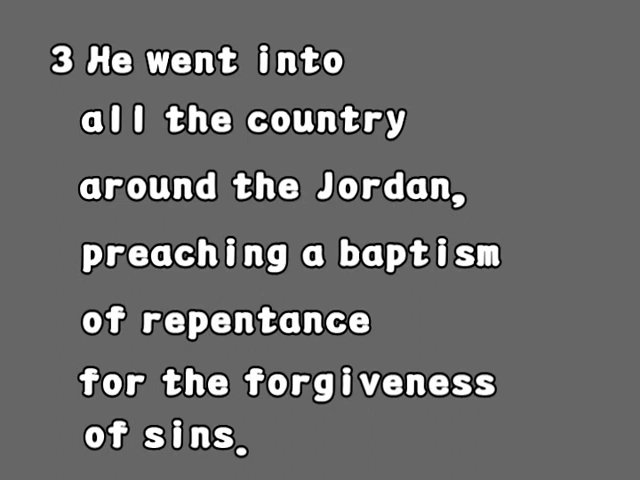 3 He went into
all the country
around the Jordan,
preaching a baptism
of repentance
for the forgiveness
of sins.